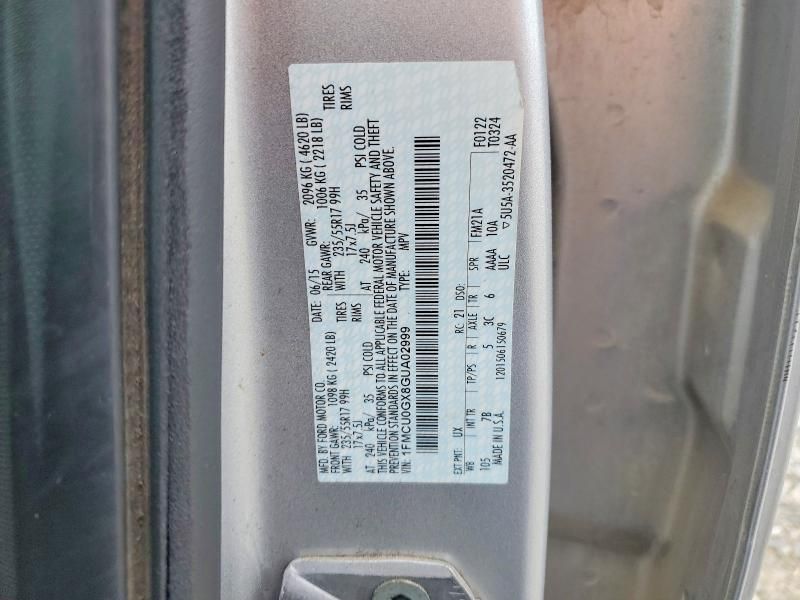 MFD. BY FORD MOTOR CO. DATE: 06/15 GVWR: 2096 KG ( 4620 LB)
FRONT GAWR: 1098 KG ( 2420 LB) REAR GAWR: 1006 KG ( 2218 LB)
WITH 235/55R17 99H TIRES WITH 235/55R17 99H TIRES
17x7.5J RIMS 17x7.5J RIMS
AT 240 kPa/ 35 PSI COLD AT 240 kPa/ 35 PSI COLD
THIS VEHICLE CONFORMS TO ALL APPLICABLE FEDERAL MOTOR VEHICLE SAFETY AND THEFT
PREVENTION STANDARDS IN EFFECT ON THE DATE OF MANUFACTURE SHOWN ABOVE.
VIN: 1FMCU0GX8GUA02999 TYPE: MPV
EXT PNT: UX RC: 21 DSO: F0122
WB INT TR TP/PS R AXLE TR SPR FM21A T0324
105 7B 5 3C 6 AAAA 10A
MADE IN U.S.A. 1201506150679 ULC ▽5U5A-3520472-AA